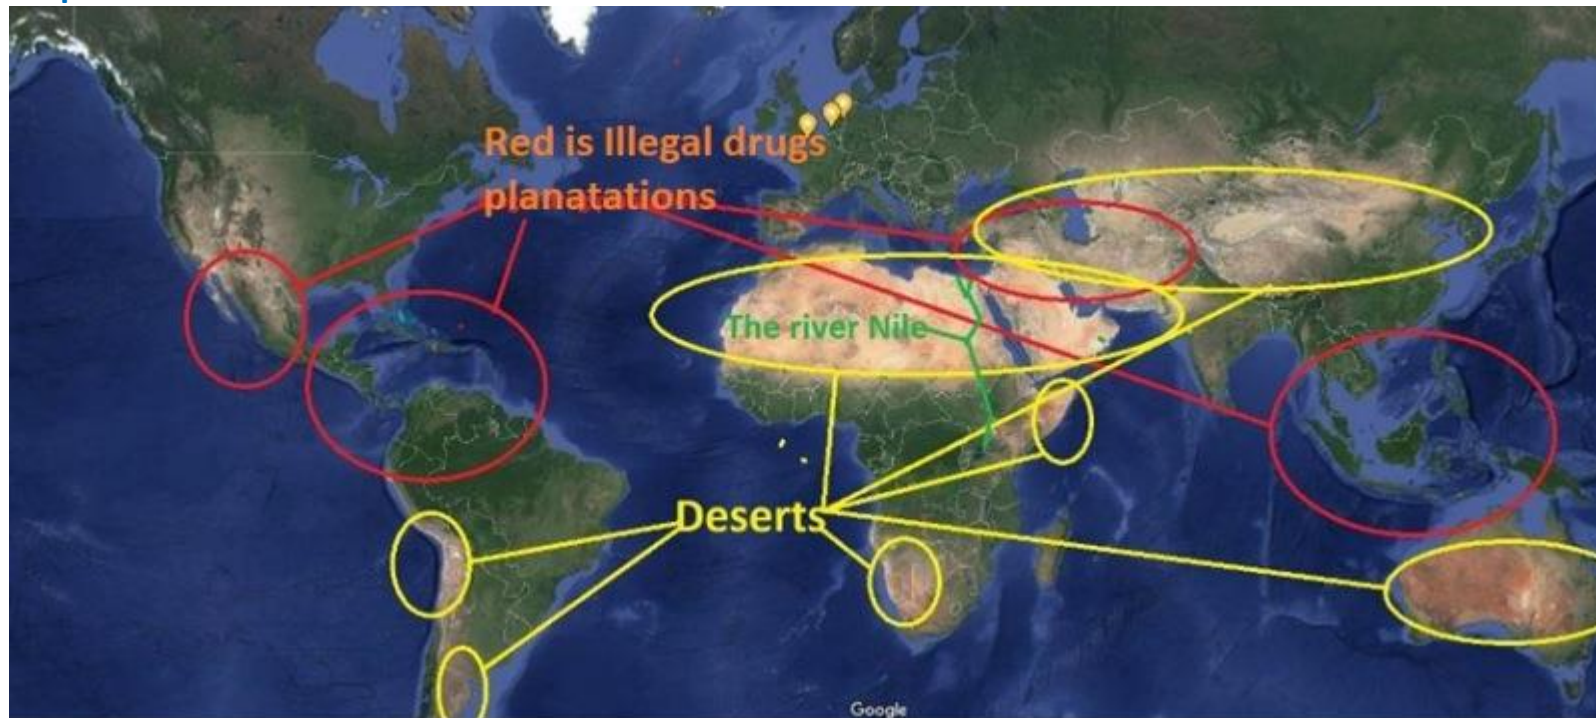 Red is Illegal drugs
planatations
The river Nile
Deserts
Google